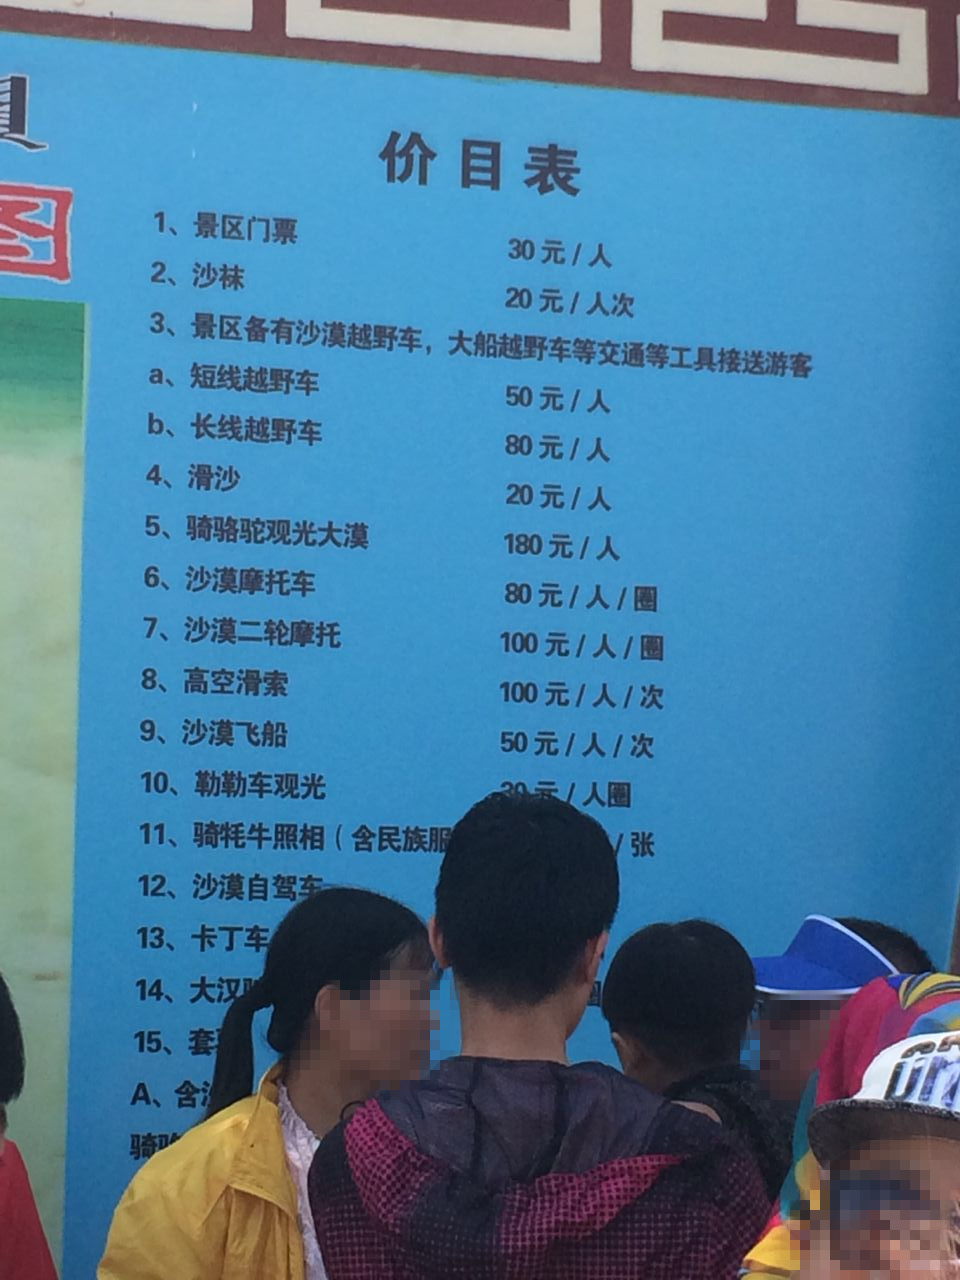 图
价目表
1、景区门票 30元/人
2、沙袜 20元/人次
3、景区备有沙漠越野车，大船越野车等交通等工具接送游客
a、短线越野车 50元/人
b、长线越野车 80元/人
4、滑沙 20元/人
5、骑骆驼观光大漠 180元/人
6、沙漠摩托车 80元/人/圈
7、沙漠二轮摩托 100元/人/圈
8、高空滑索 100元/人/次
9、沙漠飞船 50元/人/次
10、勒勒车观光 30元/人圈
11、骑牦牛照相（含民族服 /张
12、沙漠自驾车
13、卡丁车
14、大汉 圈
15、套
A、含
骑骆